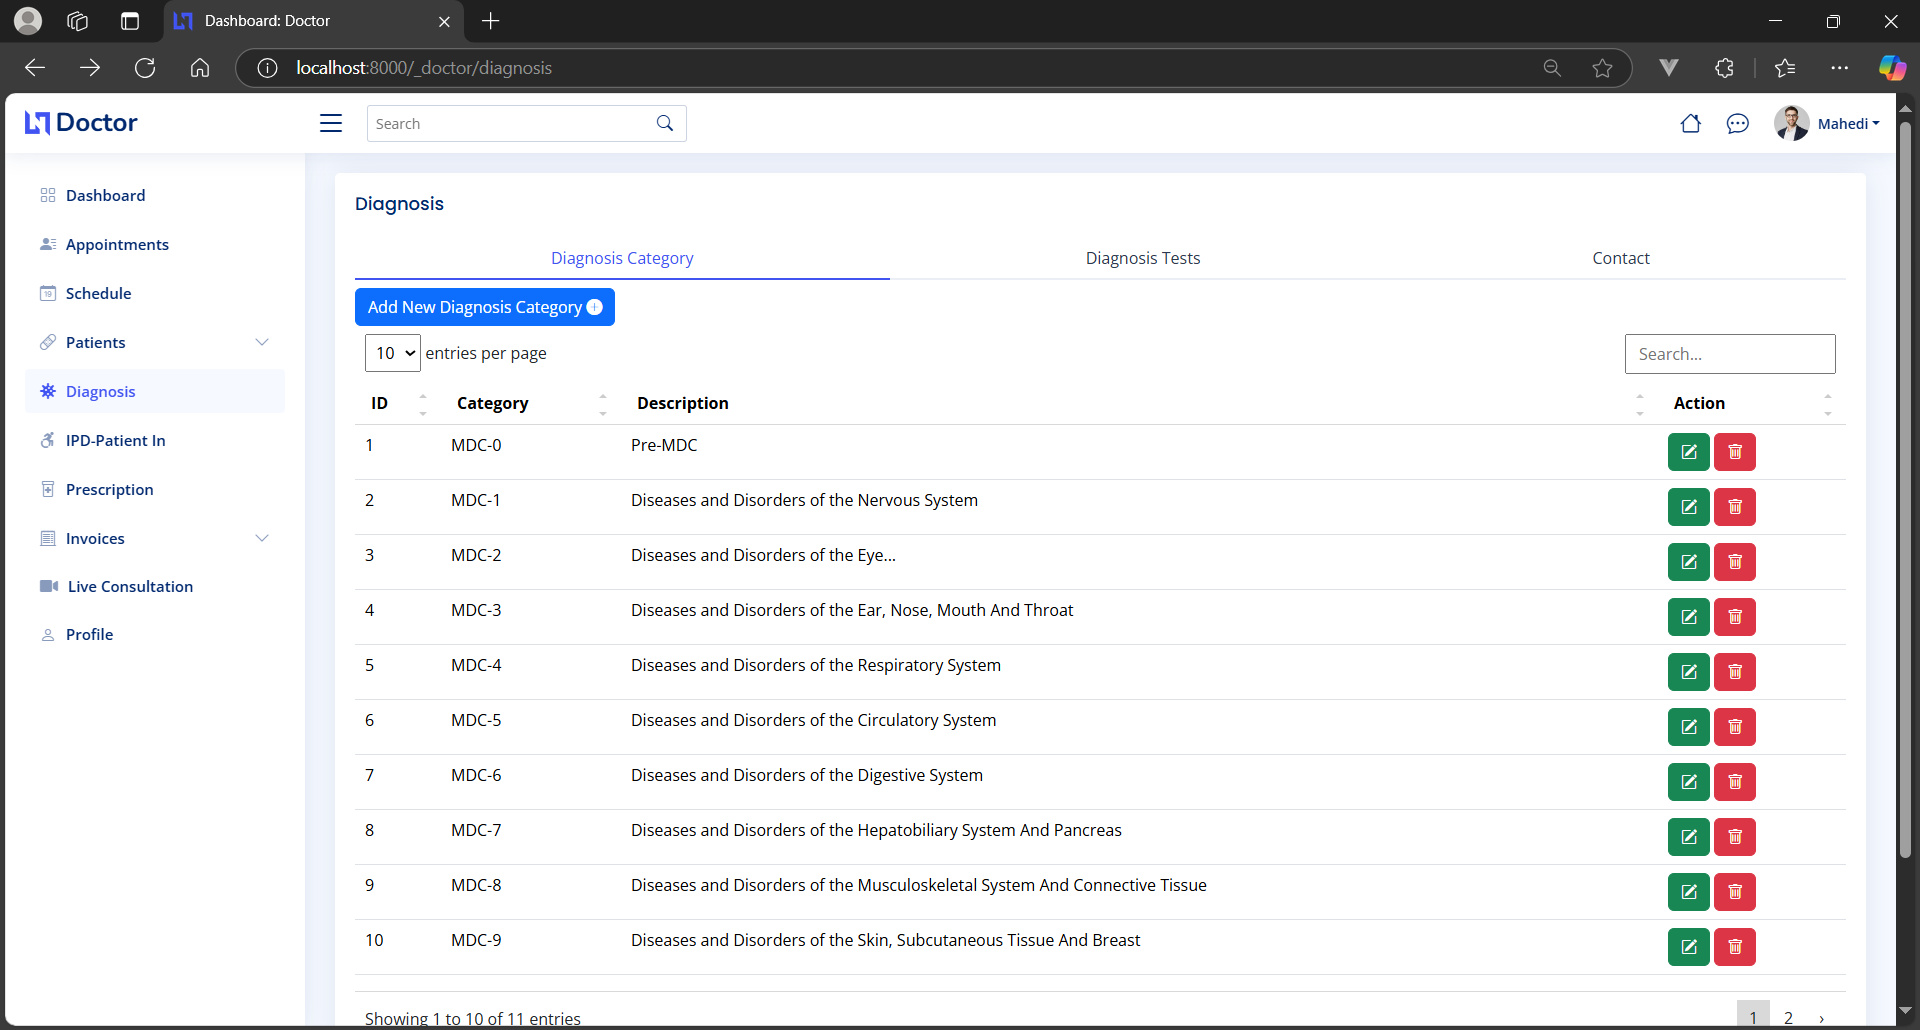 Dashboard: Doctor
localhost:8000/_doctor/diagnosis
Doctor
Search
Mahedi
Dashboard
Appointments
Schedule
Patients
Diagnosis
IPD-Patient In
Prescription
Invoices
Live Consultation
Profile
Diagnosis
Diagnosis Category Diagnosis Tests Contact
Add New Diagnosis Category
10 entries per page Search...
ID Category Description Action
1 MDC-0 Pre-MDC
2 MDC-1 Diseases and Disorders of the Nervous System
3 MDC-2 Diseases and Disorders of the Eye...
4 MDC-3 Diseases and Disorders of the Ear, Nose, Mouth And Throat
5 MDC-4 Diseases and Disorders of the Respiratory System
6 MDC-5 Diseases and Disorders of the Circulatory System
7 MDC-6 Diseases and Disorders of the Digestive System
8 MDC-7 Diseases and Disorders of the Hepatobiliary System And Pancreas
9 MDC-8 Diseases and Disorders of the Musculoskeletal System And Connective Tissue
10 MDC-9 Diseases and Disorders of the Skin, Subcutaneous Tissue And Breast
Showing 1 to 10 of 11 entries 1 2 ›